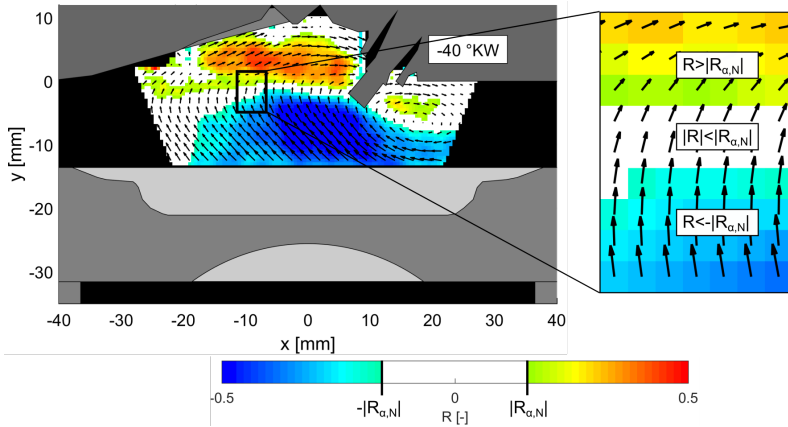 10
0
-10
-20
-30
y [mm]
-40 °KW
-40 -30 -20 -10 0 10 20 30 40
x [mm]
R>|Rα,N|
|R|<|Rα,N|
R<-|Rα,N|
-0.5 0 0.5
-|Rα,N| R [-] |Rα,N|